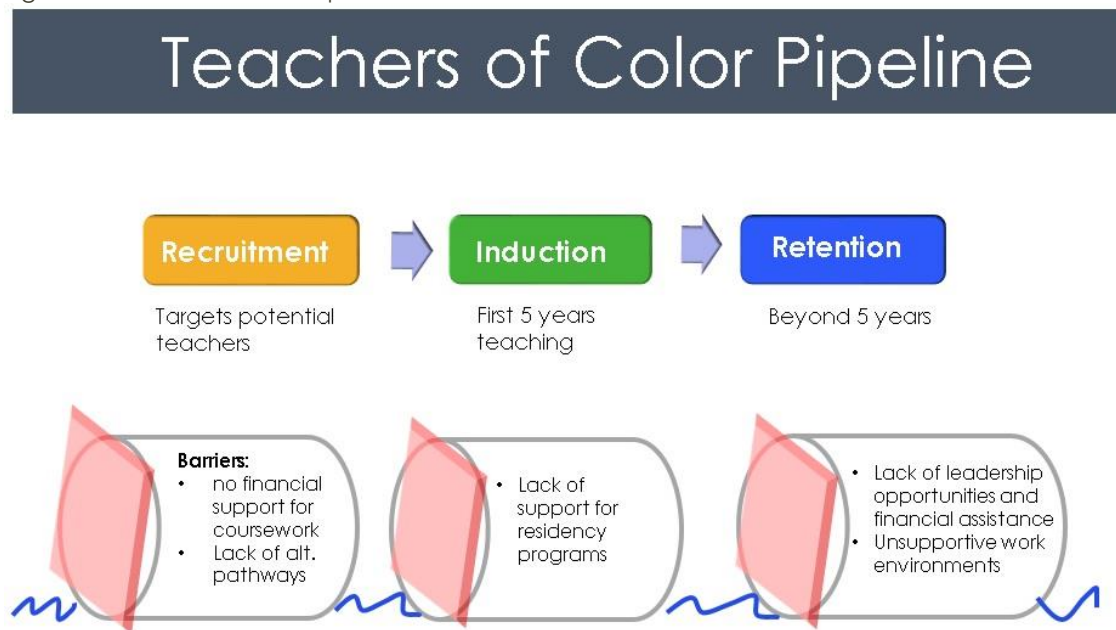 Teachers of Color Pipeline
Recruitment
Induction
Retention
Targets potential
teachers
First 5 years
teaching
Beyond 5 years
Barriers:
• no financial
support for
coursework
• Lack of alt.
pathways
• Lack of
support for
residency
programs
• Lack of leadership
opportunities and
financial assistance
• Unsupportive work
environments